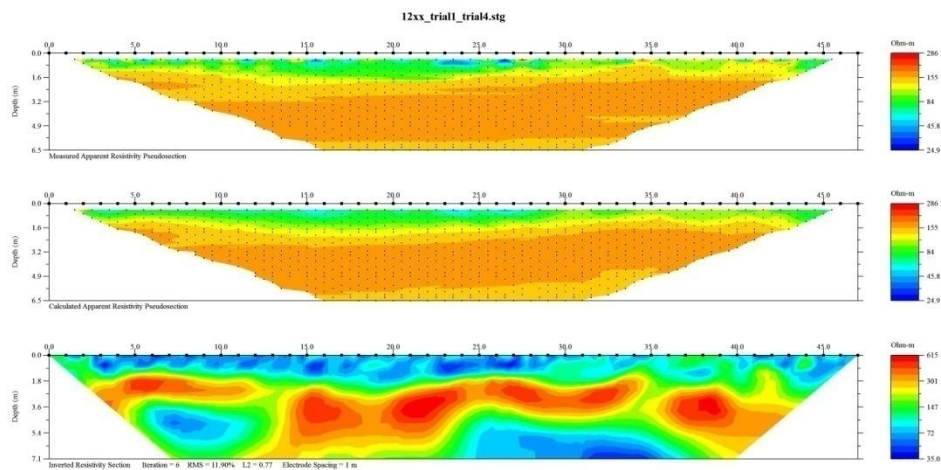 12xx_trial1_trial4.stg
0.0 5.0 10.0 15.0 20.0 25.0 30.0 35.0 40.0 45.0 Ohm-m
0.0 286
1.6 155
Depth (m) 3.2 84
4.9 45.8
6.5 24.9
Measured Apparent Resistivity Pseudosection
0.0 5.0 10.0 15.0 20.0 25.0 30.0 35.0 40.0 45.0 Ohm-m
0.0 286
1.6 155
Depth (m) 3.2 84
4.9 45.8
6.5 24.9
Calculated Apparent Resistivity Pseudosection
0.0 5.0 10.0 15.0 20.0 25.0 30.0 35.0 40.0 45.0 Ohm-m
0.0 615
1.8 301
Depth (m) 3.6 147
5.4 72
7.1 35.0
Inverted Resistivity Section Iteration = 6 RMS = 11.90% L2 = 0.77 Electrode Spacing = 1 m